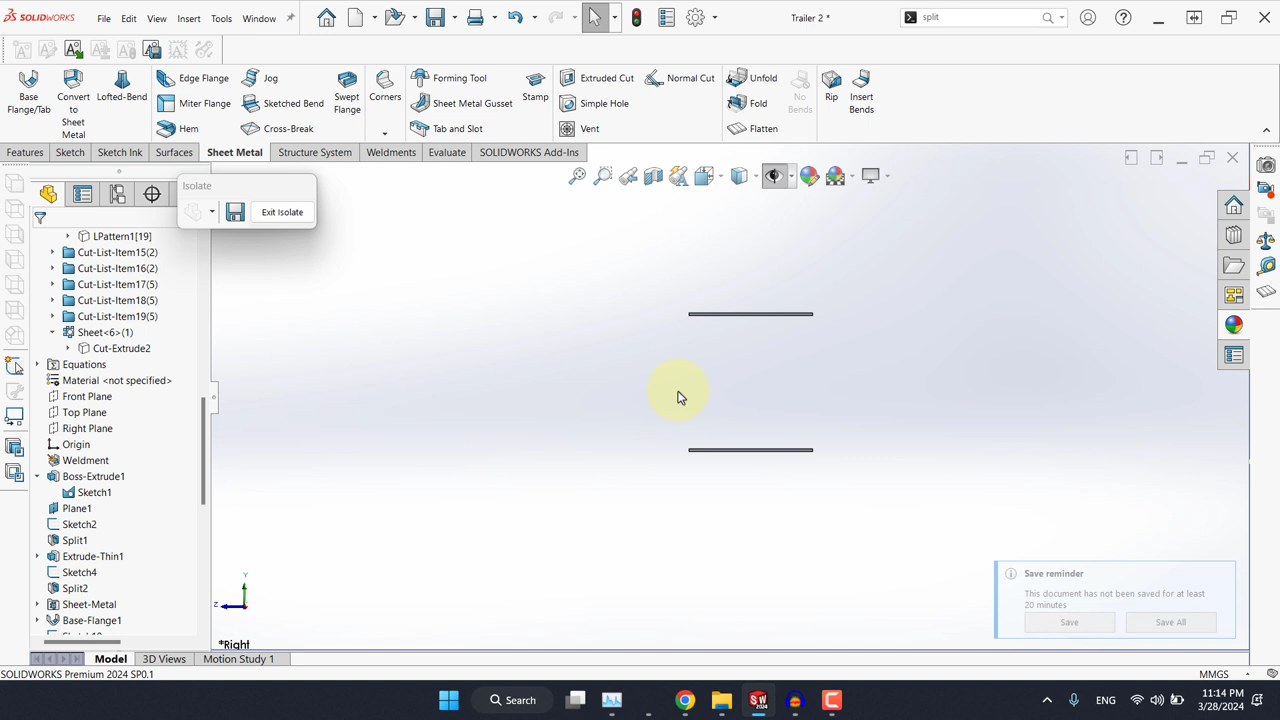 SOLIDWORKS
File Edit View Insert Tools Window
Trailer 2 *
split
Base Flange/Tab
Convert to Sheet Metal
Lofted-Bend
Edge Flange
Miter Flange
Hem
Jog
Sketched Bend
Cross-Break
Swept Flange
Corners
Forming Tool
Sheet Metal Gusset
Tab and Slot
Stamp
Extruded Cut
Simple Hole
Vent
Normal Cut
Unfold
Fold
Flatten
No Bends
Rip
Insert Bends
Features Sketch Sketch Ink Surfaces Sheet Metal Structure System Weldments Evaluate SOLIDWORKS Add-Ins
Isolate
Exit Isolate
LPattern1[19]
Cut-List-Item15(2)
Cut-List-Item16(2)
Cut-List-Item17(5)
Cut-List-Item18(5)
Cut-List-Item19(5)
Sheet<6>(1)
Cut-Extrude2
Equations
Material <not specified>
Front Plane
Top Plane
Right Plane
Origin
Weldment
Boss-Extrude1
Sketch1
Plane1
Sketch2
Split1
Extrude-Thin1
Sketch4
Split2
Sheet-Metal
Base-Flange1
Y
Z
*Right
Save reminder
This document has not been saved for at least
20 minutes
Save Save All
Model 3D Views Motion Study 1
SOLIDWORKS Premium 2024 SP0.1
MMGS
Search
ENG
11:14 PM
3/28/2024